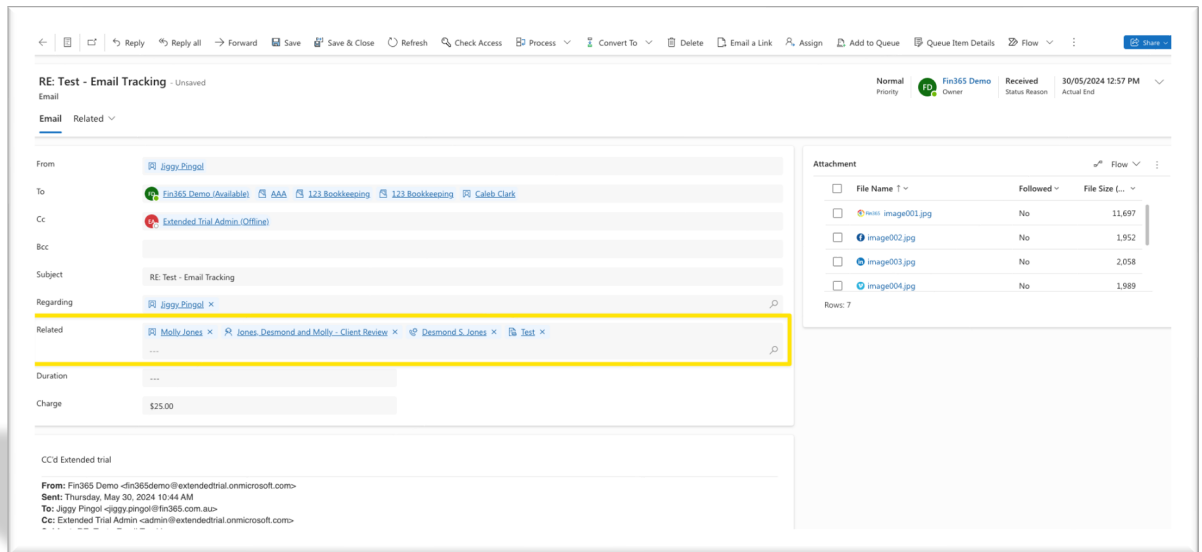 Reply Reply all Forward Save Save & Close Refresh Check Access Process Convert To Delete Email a Link Assign Add to Queue Queue Item Details Flow Share
RE: Test - Email Tracking - Unsaved
Email
Normal
Priority
FD
Fin365 Demo
Owner
Received
Status Reason
30/05/2024 12:57 PM
Actual End
Email Related
From Jiggy Pingol
To Fin365 Demo (Available) AAA 123 Bookkeeping 123 Bookkeeping Caleb Clark
Cc Extended Trial Admin (Offline)
Bcc
Subject RE: Test - Email Tracking
Regarding Jiggy Pingol ×
Related Molly Jones × Jones, Desmond and Molly - Client Review × Desmond S. Jones × Test ×
---
Duration ---
Charge $25.00
Attachment Flow
File Name ↑ Followed File Size (...
image001.jpg No 11,697
image002.jpg No 1,952
image003.jpg No 2,058
image004.jpg No 1,989
Rows: 7
CC'd Extended trial
From: Fin365 Demo <fin365demo@extendedtrial.onmicrosoft.com>
Sent: Thursday, May 30, 2024 10:44 AM
To: Jiggy Pingol <jiggy.pingol@fin365.com.au>
Cc: Extended Trial Admin <admin@extendedtrial.onmicrosoft.com>